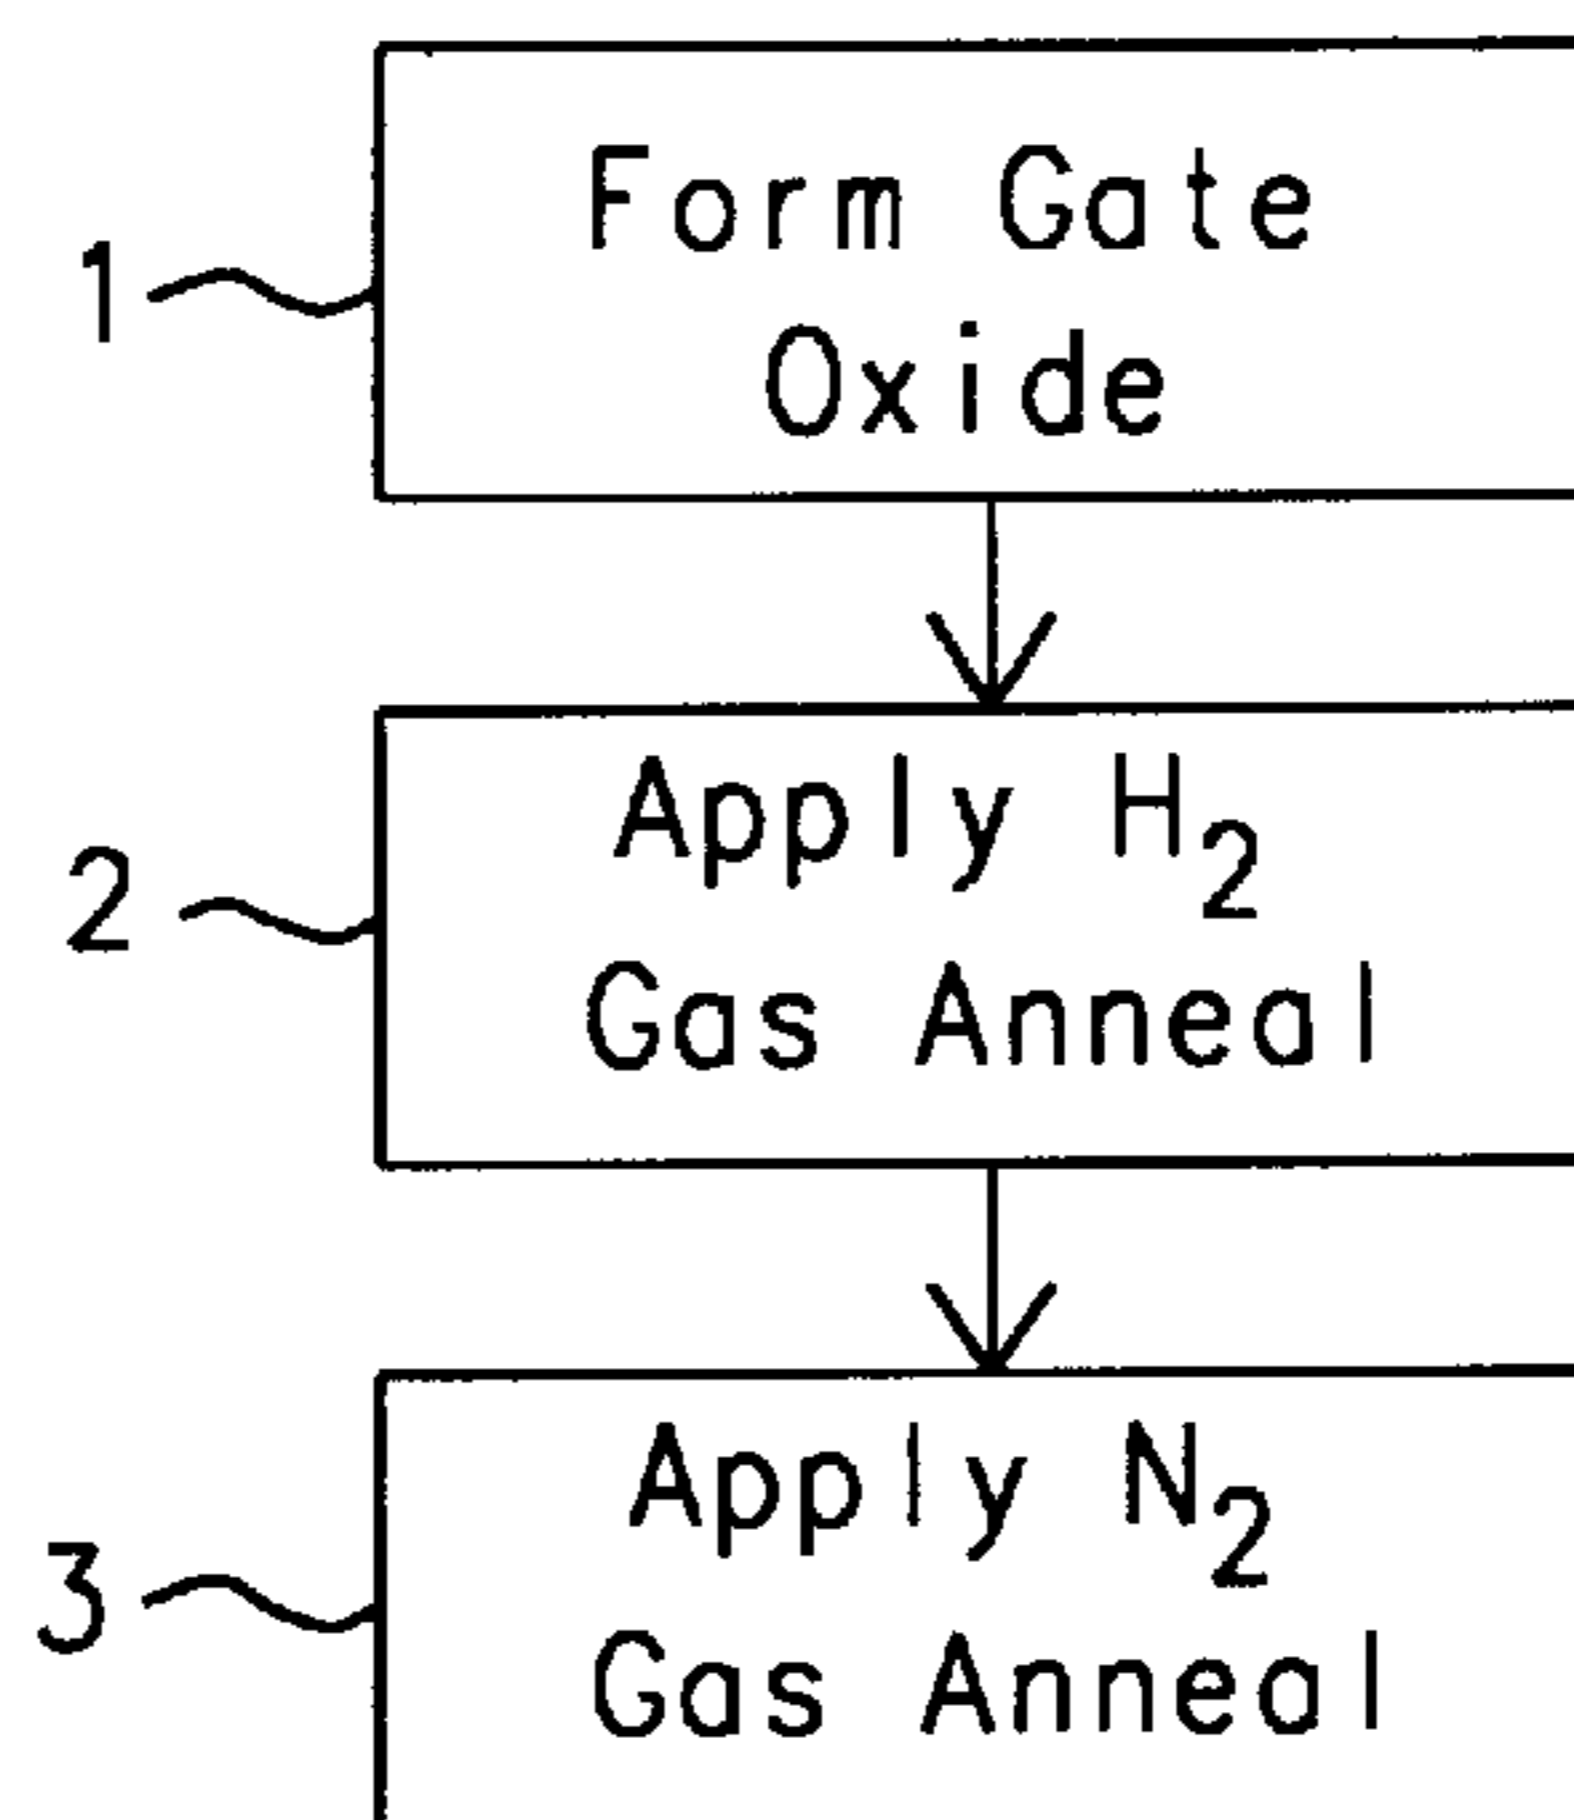 1
Form Gate
Oxide
2
Apply H₂
Gas Anneal
3
Apply N₂
Gas Anneal